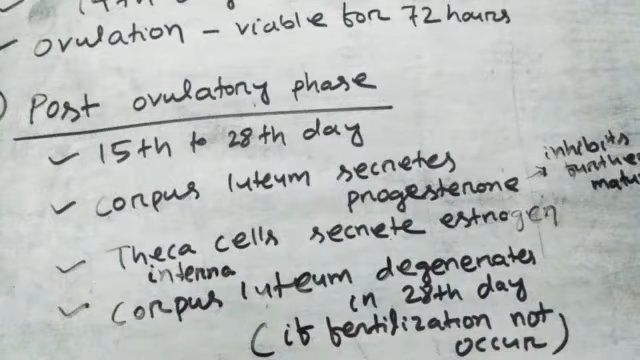 ovulation - viable for 72 hours
Post ovulatory phase
15th to 28th day
corpus luteum secretes
progesterone → inhibits
Theca cells secrete estrogen
interna
corpus luteum degenerates
in 28th day
(if fertilization not
occur)